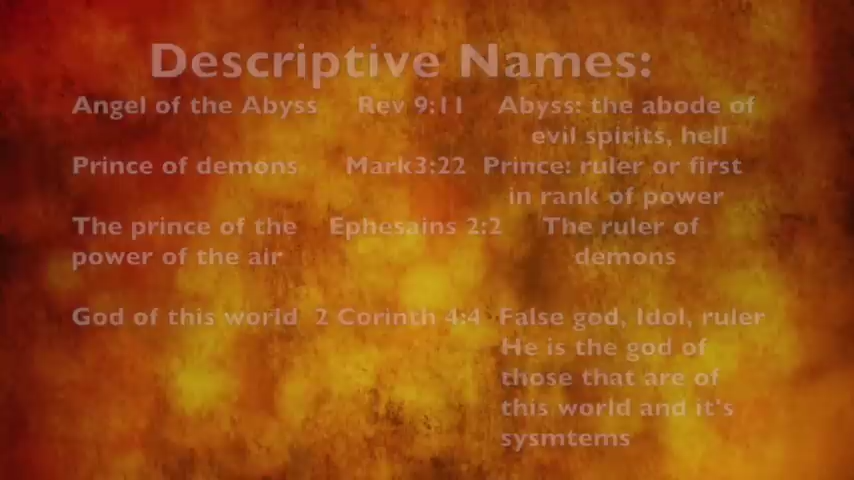 Descriptive Names:
Angel of the Abyss Rev 9:11 Abyss: the abode of
evil spirits, hell
Prince of demons Mark3:22 Prince: ruler or first
in rank of power
The prince of the Ephesains 2:2 The ruler of
power of the air demons
God of this world 2 Corinth 4:4 False god, Idol, ruler
He is the god of
those that are of
this world and it's
sysmtems